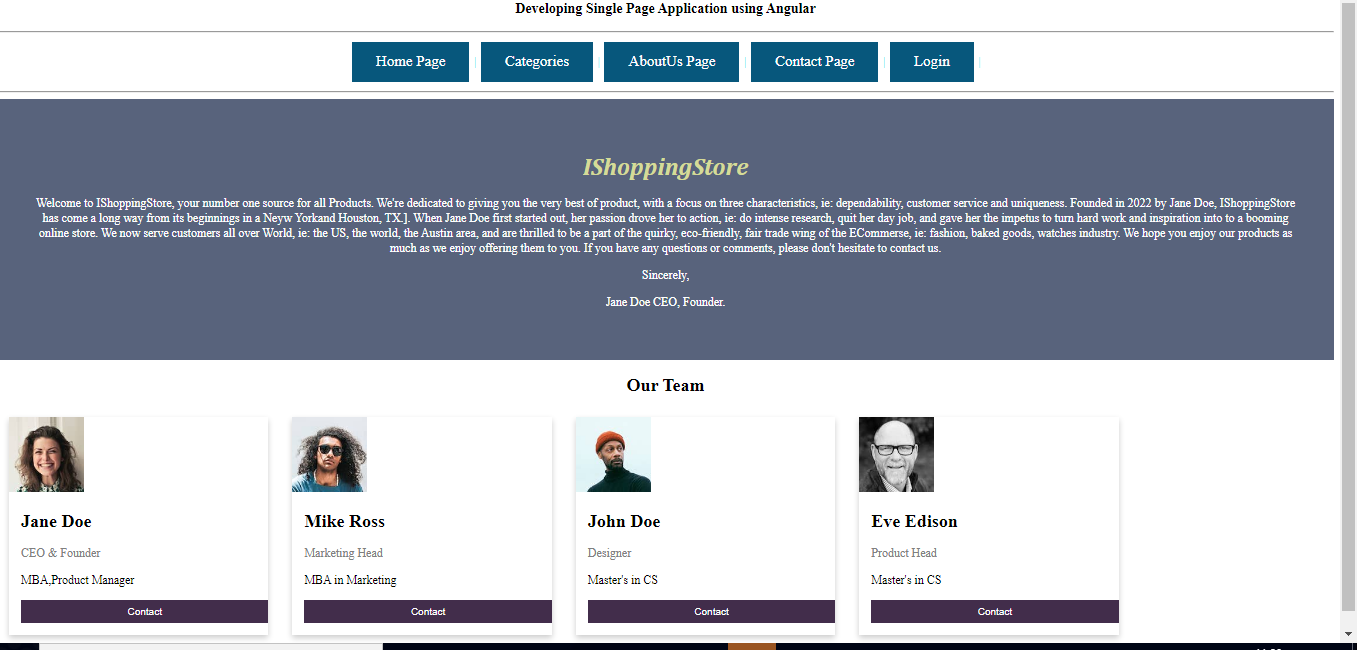 Developing Single Page Application using Angular
Home Page | Categories | AboutUs Page | Contact Page | Login |
IShoppingStore
Welcome to IShoppingStore, your number one source for all Products. We're dedicated to giving you the very best of product, with a focus on three characteristics, ie: dependability, customer service and uniqueness. Founded in 2022 by Jane Doe, IShoppingStore
has come a long way from its beginnings in a Neyw Yorkand Houston, TX.]. When Jane Doe first started out, her passion drove her to action, ie: do intense research, quit her day job, and gave her the impetus to turn hard work and inspiration into to a booming
online store. We now serve customers all over World, ie: the US, the world, the Austin area, and are thrilled to be a part of the quirky, eco-friendly, fair trade wing of the ECommerse, ie: fashion, baked goods, watches industry. We hope you enjoy our products as
much as we enjoy offering them to you. If you have any questions or comments, please don't hesitate to contact us.
Sincerely,
Jane Doe CEO, Founder.
Our Team
Jane Doe
CEO & Founder
MBA,Product Manager
Contact
Mike Ross
Marketing Head
MBA in Marketing
Contact
John Doe
Designer
Master's in CS
Contact
Eve Edison
Product Head
Master's in CS
Contact